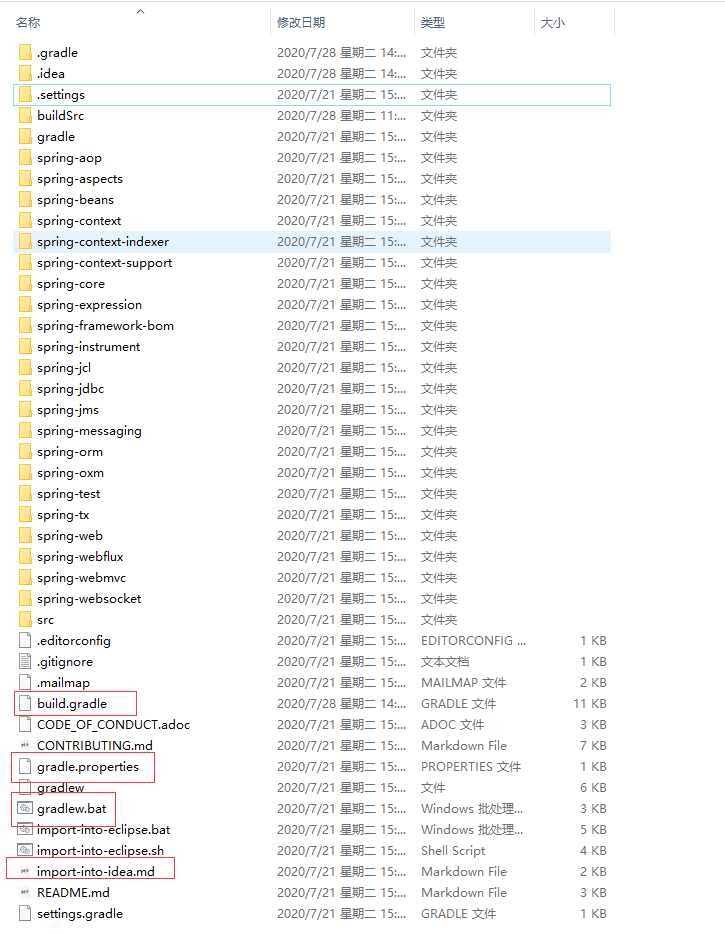 名称 修改日期 类型 大小
.gradle 2020/7/28 星期二 14:... 文件夹
.idea 2020/7/28 星期二 14:... 文件夹
.settings 2020/7/21 星期二 15:... 文件夹
buildSrc 2020/7/28 星期二 11:... 文件夹
gradle 2020/7/21 星期二 15:... 文件夹
spring-aop 2020/7/21 星期二 15:... 文件夹
spring-aspects 2020/7/21 星期二 15:... 文件夹
spring-beans 2020/7/21 星期二 15:... 文件夹
spring-context 2020/7/21 星期二 15:... 文件夹
spring-context-indexer 2020/7/21 星期二 15:... 文件夹
spring-context-support 2020/7/21 星期二 15:... 文件夹
spring-core 2020/7/21 星期二 15:... 文件夹
spring-expression 2020/7/21 星期二 15:... 文件夹
spring-framework-bom 2020/7/21 星期二 15:... 文件夹
spring-instrument 2020/7/21 星期二 15:... 文件夹
spring-jcl 2020/7/21 星期二 15:... 文件夹
spring-jdbc 2020/7/21 星期二 15:... 文件夹
spring-jms 2020/7/21 星期二 15:... 文件夹
spring-messaging 2020/7/21 星期二 15:... 文件夹
spring-orm 2020/7/21 星期二 15:... 文件夹
spring-oxm 2020/7/21 星期二 15:... 文件夹
spring-test 2020/7/21 星期二 15:... 文件夹
spring-tx 2020/7/21 星期二 15:... 文件夹
spring-web 2020/7/21 星期二 15:... 文件夹
spring-webflux 2020/7/21 星期二 15:... 文件夹
spring-webmvc 2020/7/21 星期二 15:... 文件夹
spring-websocket 2020/7/21 星期二 15:... 文件夹
src 2020/7/21 星期二 15:... 文件夹
.editorconfig 2020/7/21 星期二 15:... EDITORCONFIG ... 1 KB
.gitignore 2020/7/21 星期二 15:... 文本文档 1 KB
.mailmap 2020/7/21 星期二 15:... MAILMAP 文件 2 KB
build.gradle 2020/7/28 星期二 14:... GRADLE 文件 11 KB
CODE_OF_CONDUCT.adoc 2020/7/21 星期二 15:... ADOC 文件 3 KB
CONTRIBUTING.md 2020/7/21 星期二 15:... Markdown File 7 KB
gradle.properties 2020/7/21 星期二 15:... PROPERTIES 文件 1 KB
gradlew 2020/7/21 星期二 15:... 文件 6 KB
gradlew.bat 2020/7/21 星期二 15:... Windows 批处理... 3 KB
import-into-eclipse.bat 2020/7/21 星期二 15:... Windows 批处理... 5 KB
import-into-eclipse.sh 2020/7/21 星期二 15:... Shell Script 4 KB
import-into-idea.md 2020/7/21 星期二 15:... Markdown File 2 KB
README.md 2020/7/21 星期二 15:... Markdown File 3 KB
settings.gradle 2020/7/21 星期二 15:... GRADLE 文件 2 KB